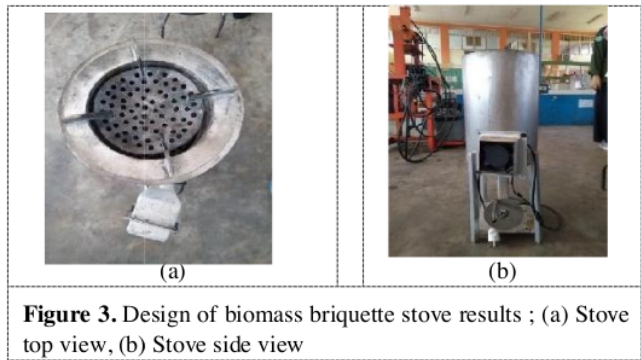 (a)
(b)
Figure 3. Design of biomass briquette stove results ; (a) Stove
top view, (b) Stove side view